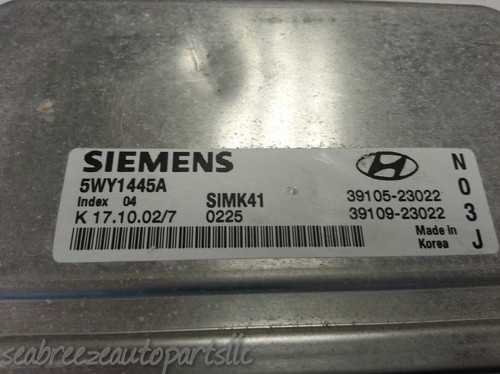 SIEMENS
5WY1445A
Index 04 SIMK41 39105-23022
K 17.10.02/7 0225 39109-23022
Made in
Korea
N
0
3
J
seabreezeautopartsllc